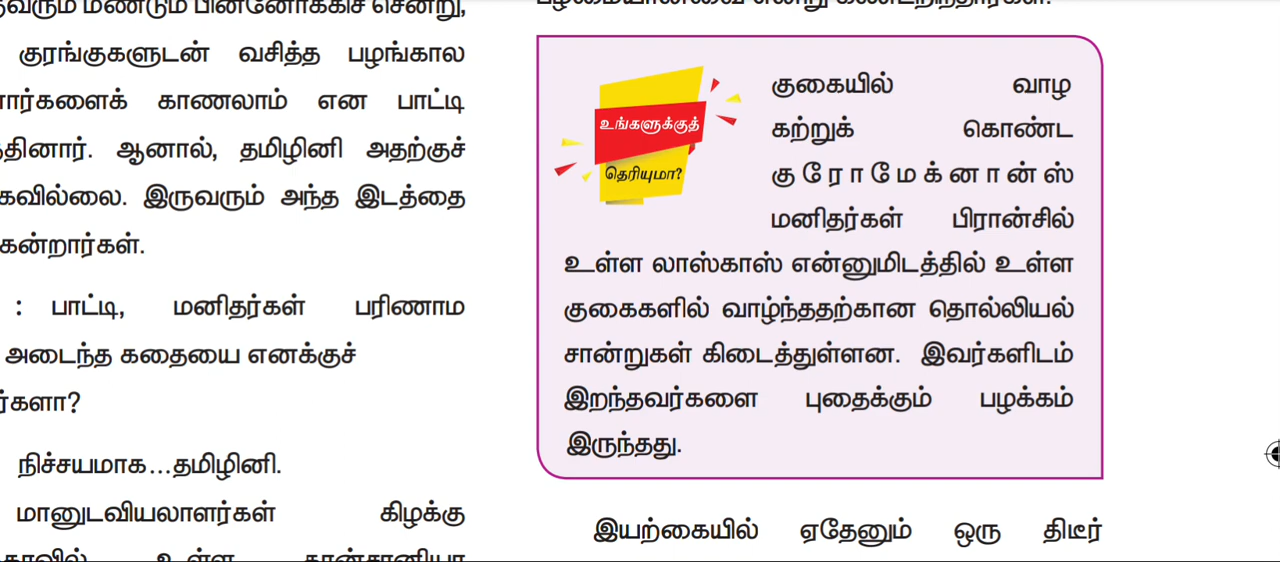 குரங்குகளுடன் வசித்த பழங்கால
காணலாம் என பாட்டி
ஆனால், தமிழினி அதற்குச்
இருவரும் அந்த இடத்தை
: பாட்டி, மனிதர்கள் பரிணாம
அடைந்த கதையை எனக்குச்
நிச்சயமாக...தமிழினி.
மானுடவியலாளர்கள் கிழக்கு
உங்களுக்குத்
தெரியுமா?
குகையில் வாழ
கற்றுக் கொண்ட
குரோமேக்னான்ஸ்
மனிதர்கள் பிரான்சில்
உள்ள லாஸ்காஸ் என்னுமிடத்தில் உள்ள
குகைகளில் வாழ்ந்ததற்கான தொல்லியல்
சான்றுகள் கிடைத்துள்ளன. இவர்களிடம்
இறந்தவர்களை புதைக்கும் பழக்கம்
இருந்தது.
இயற்கையில் ஏதேனும் ஒரு திடீர்